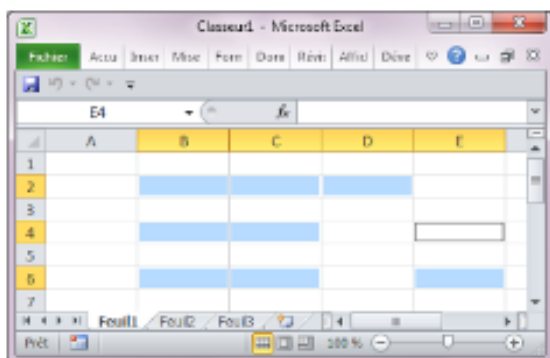 Classeur1 - Microsoft Excel
Fichier Accu Inser Mise Form Donn Révi Affic Déve
E4 fx
A B C D E
1
2
3
4
5
6
7
Feuil1 Feuil2 Feuil3
Prêt 100 %